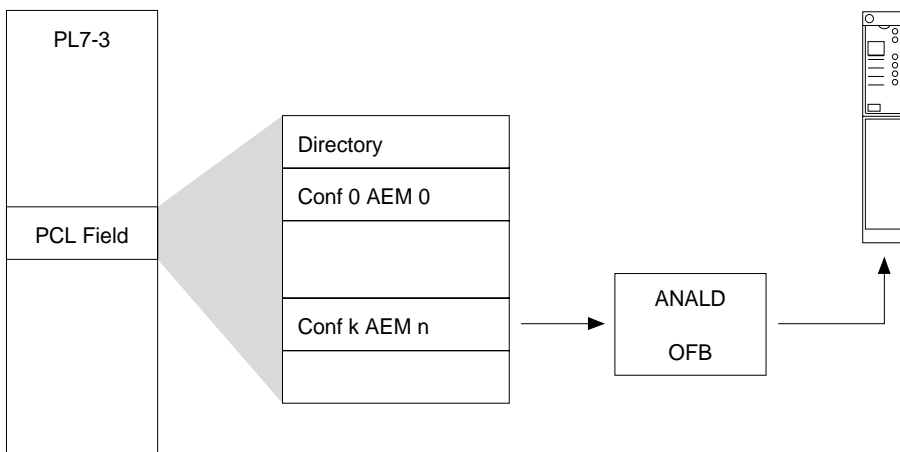 PL7-3
PCL Field
Directory
Conf 0 AEM 0
Conf k AEM n
ANALD
OFB